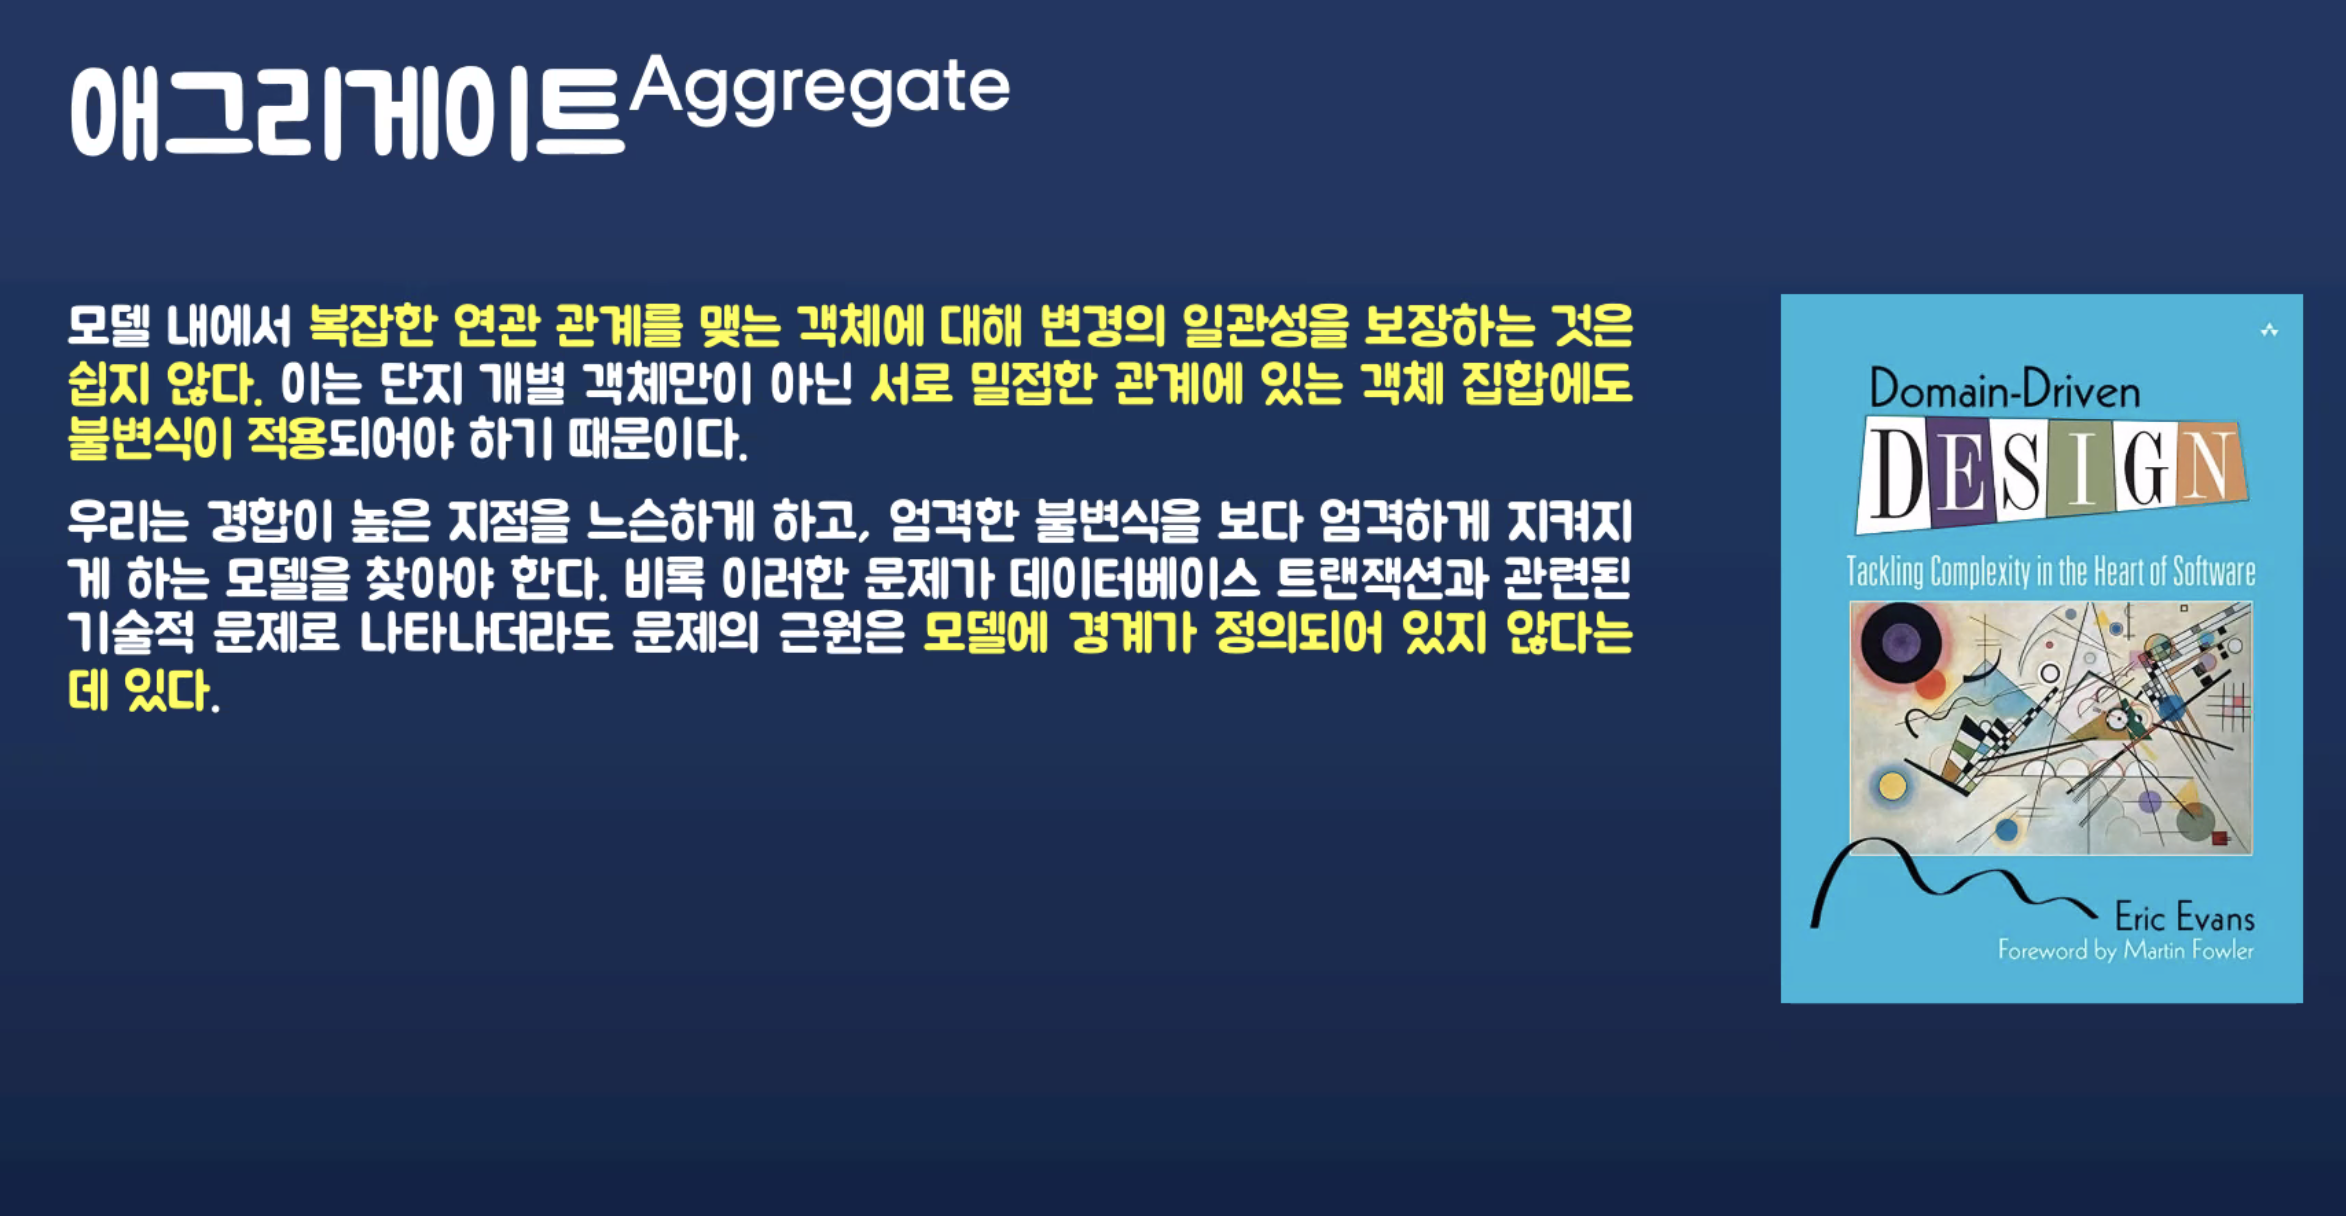 애그리게이트Aggregate
모델 내에서 복잡한 연관 관계를 맺는 객체에 대해 변경의 일관성을 보장하는 것은
쉽지 않다. 이는 단지 개별 객체만이 아닌 서로 밀접한 관계에 있는 객체 집합에도
불변식이 적용되어야 하기 때문이다.
우리는 경합이 높은 지점을 느슨하게 하고, 엄격한 불변식을 보다 엄격하게 지켜지
게 하는 모델을 찾아야 한다. 비록 이러한 문제가 데이터베이스 트랜잭션과 관련된
기술적 문제로 나타나더라도 문제의 근원은 모델에 경계가 정의되어 있지 않다는
데 있다.
Domain-Driven
DESIGN
Tackling Complexity in the Heart of Software
Eric Evans
Foreword by Martin Fowler